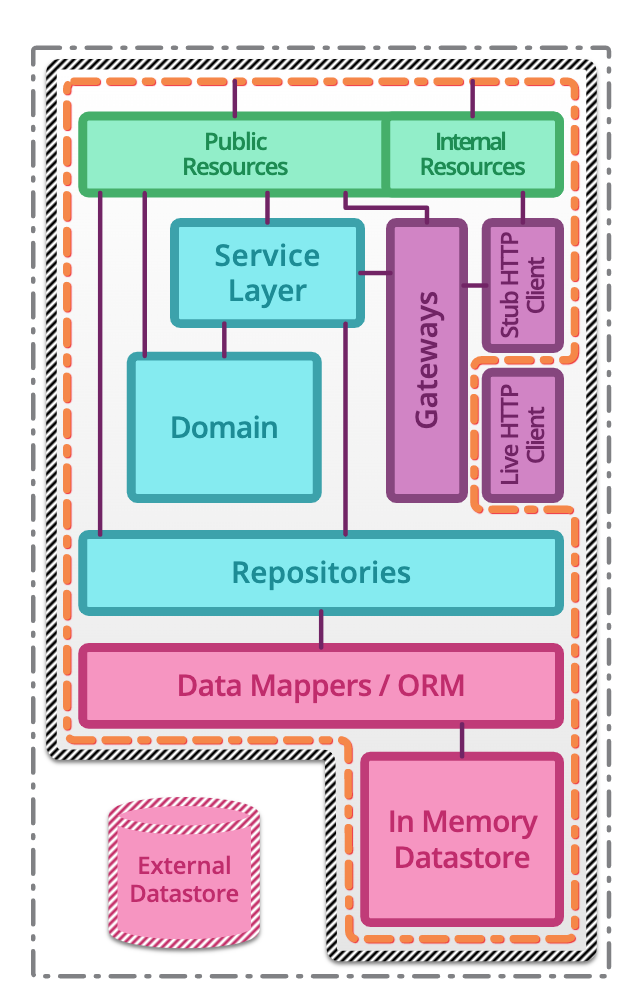 Public
Resources
Internal
Resources
Service
Layer
Gateways
Stub HTTP
Client
Domain
Live HTTP
Client
Repositories
Data Mappers / ORM
In Memory
Datastore
External
Datastore